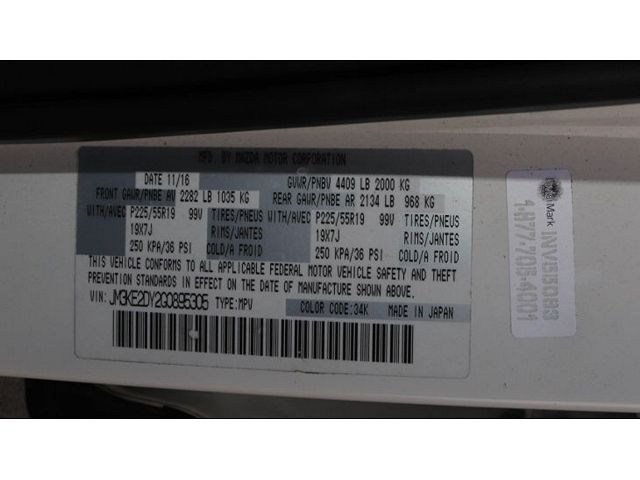 MFD. BY MAZDA MOTOR CORPORATION
DATE 11/16 GVWR/PNBV 4409 LB 2000 KG
FRONT GAWR/PNBE AV 2282 LB 1035 KG REAR GAWR/PNBE AR 2134 LB 968 KG
WITH/AVEC P225/55R19 99V TIRES/PNEUS WITH/AVEC P225/55R19 99V TIRES/PNEUS
19X7J RIMS/JANTES 19X7J RIMS/JANTES
250 KPA/36 PSI COLD/A FROID 250 KPA/36 PSI COLD/A FROID
THIS VEHICLE CONFORMS TO ALL APPLICABLE FEDERAL MOTOR VEHICLE SAFETY AND THEFT
PREVENTION STANDARDS IN EFFECT ON THE DATE OF MANUFACTURE SHOWN ABOVE.
VIN: JM3KE2DY2G0895305 TYPE:MPV COLOR CODE:34K MADE IN JAPAN
Mark
1-877-705-4001